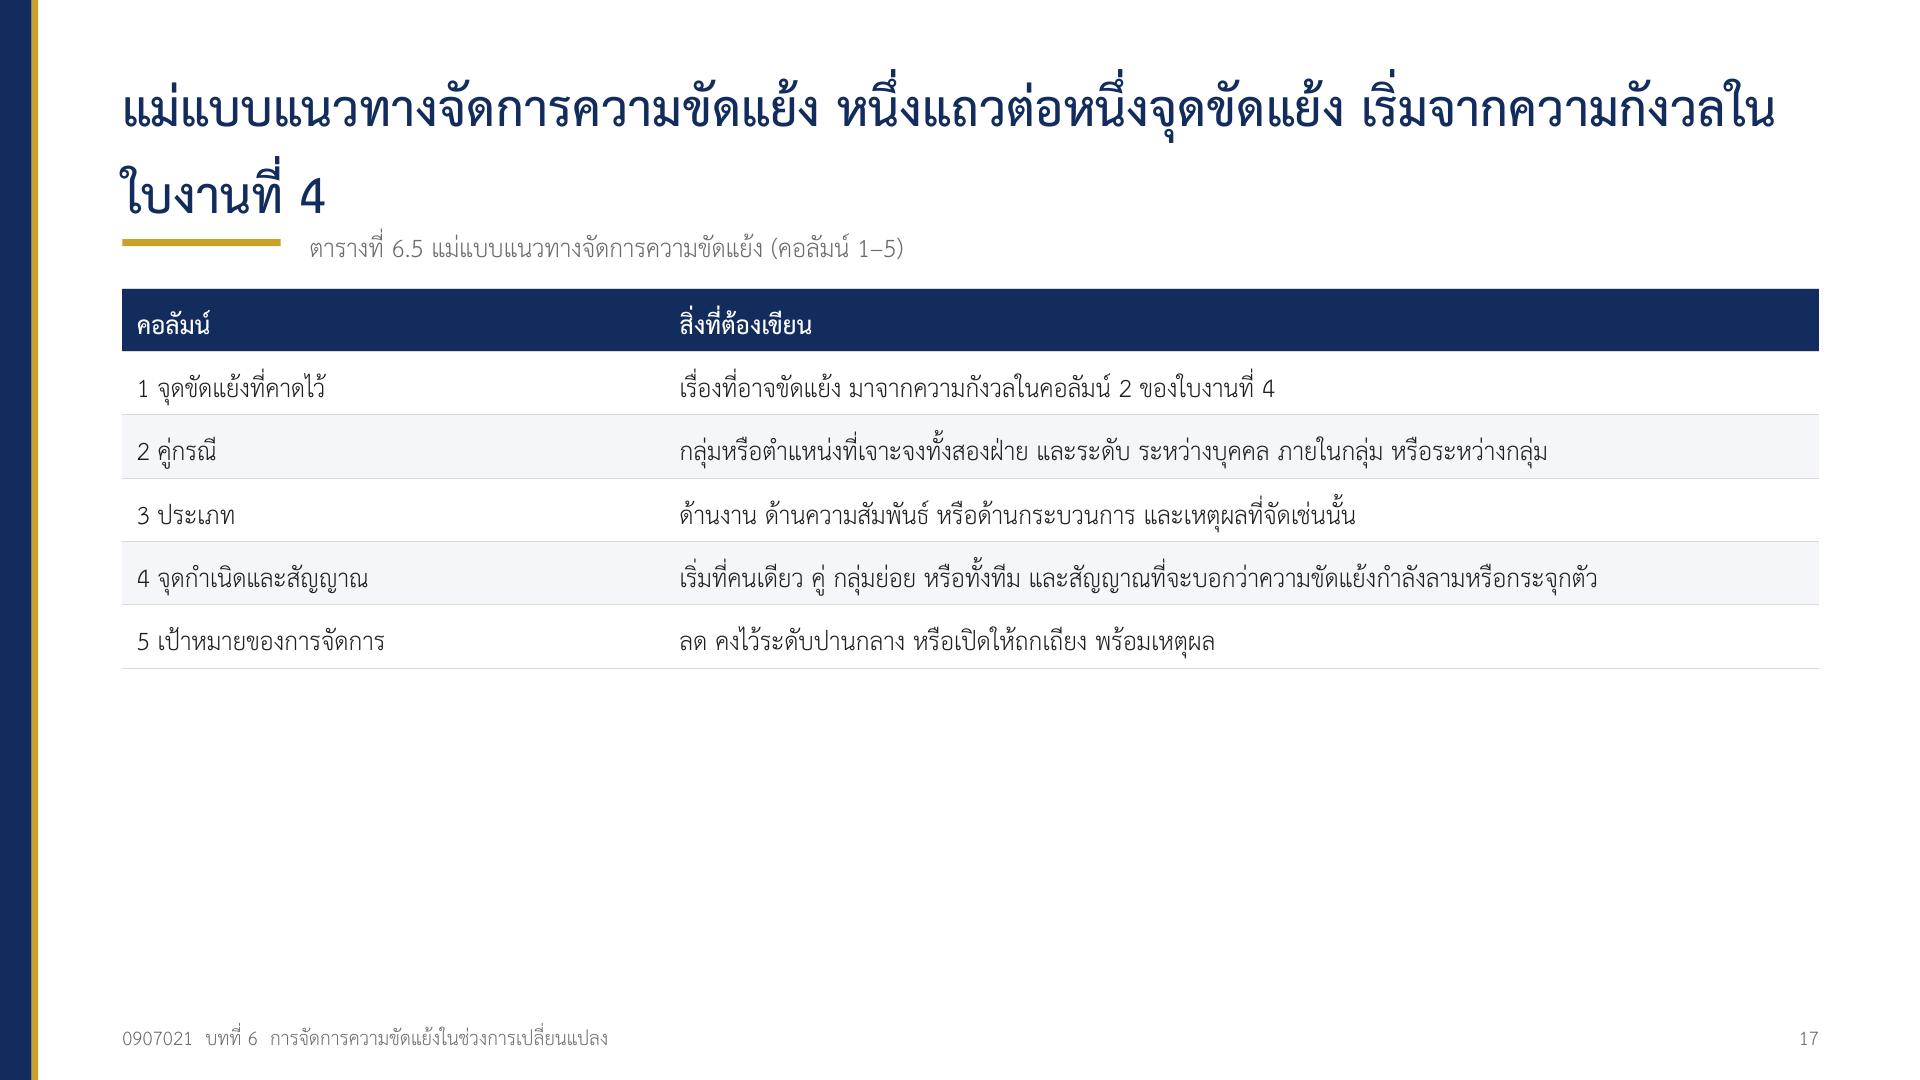 แม่แบบแนวทางจัดการความขัดแย้ง หนึ่งแถวต่อหนึ่งจุดขัดแย้ง เริ่มจากความกังวลใน
ใบงานที่ 4
ตารางที่ 6.5 แม่แบบแนวทางจัดการความขัดแย้ง (คอลัมน์ 1–5)
คอลัมน์ สิ่งที่ต้องเขียน
1 จุดขัดแย้งที่คาดไว้ เรื่องที่อาจขัดแย้ง มาจากความกังวลในคอลัมน์ 2 ของใบงานที่ 4
2 คู่กรณี กลุ่มหรือตำแหน่งที่เจาะจงทั้งสองฝ่าย และระดับ ระหว่างบุคคล ภายในกลุ่ม หรือระหว่างกลุ่ม
3 ประเภท ด้านงาน ด้านความสัมพันธ์ หรือด้านกระบวนการ และเหตุผลที่จัดเช่นนั้น
4 จุดกำเนิดและสัญญาณ เริ่มที่คนเดียว คู่ กลุ่มย่อย หรือทั้งทีม และสัญญาณที่จะบอกว่าความขัดแย้งกำลังลามหรือกระจุกตัว
5 เป้าหมายของการจัดการ ลด คงไว้ระดับปานกลาง หรือเปิดให้ถกเถียง พร้อมเหตุผล
0907021 บทที่ 6 การจัดการความขัดแย้งในช่วงการเปลี่ยนแปลง 17